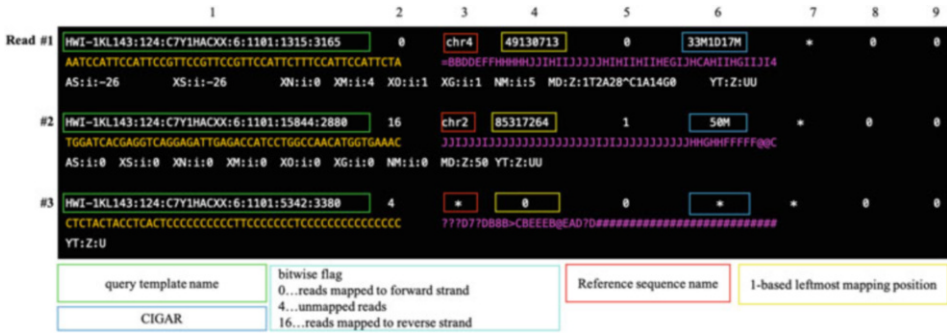 1 2 3 4 5 6 7 8 9
Read #1 HWI-1KL143:124:C7Y1HACXX:6:1101:1315:3165 0 chr4 49130713 0 33M1D17M * 0 0
AATCCATTCCATTCCGTTCCGTTCCGTTCCATTCTTTCCATTCCATTCTA =BBDDEFFHHHHHJJIHIIJJJJJHIHIIHIIHEGIJHCAHIIHGIIJI4
AS:i:-26 XS:i:-26 XN:i:0 XM:i:4 XO:i:1 XG:i:1 NM:i:5 MD:Z:1T2A28^C1A14G0 YT:Z:UU
#2 HWI-1KL143:124:C7Y1HACXX:6:1101:15844:2880 16 chr2 85317264 1 50M * 0 0
TGGATCACGAGGTCAGGAGATTGAGACCATCCTGGCCAACATGGTGAAAC JJIJJJIJJJJJJJJJJJJJJJJJJIJIJJJJJJJJJJJHHGHHFFFFF@@C
AS:i:0 XS:i:0 XN:i:0 XM:i:0 XO:i:0 XG:i:0 NM:i:0 MD:Z:50 YT:Z:UU
#3 HWI-1KL143:124:C7Y1HACXX:6:1101:5342:3380 4 * 0 0 * * 0 0
CTCTACTACCTCACTCCCCCCCCCCTTCCCCCCCTCCCCCCCCCCCCCCC ???D7?DB8B>CBEEEB@EAD?D###########################
YT:Z:U
query template name
CIGAR
bitwise flag
0…reads mapped to forward strand
4…unmapped reads
16…reads mapped to reverse strand
Reference sequence name
1-based leftmost mapping position